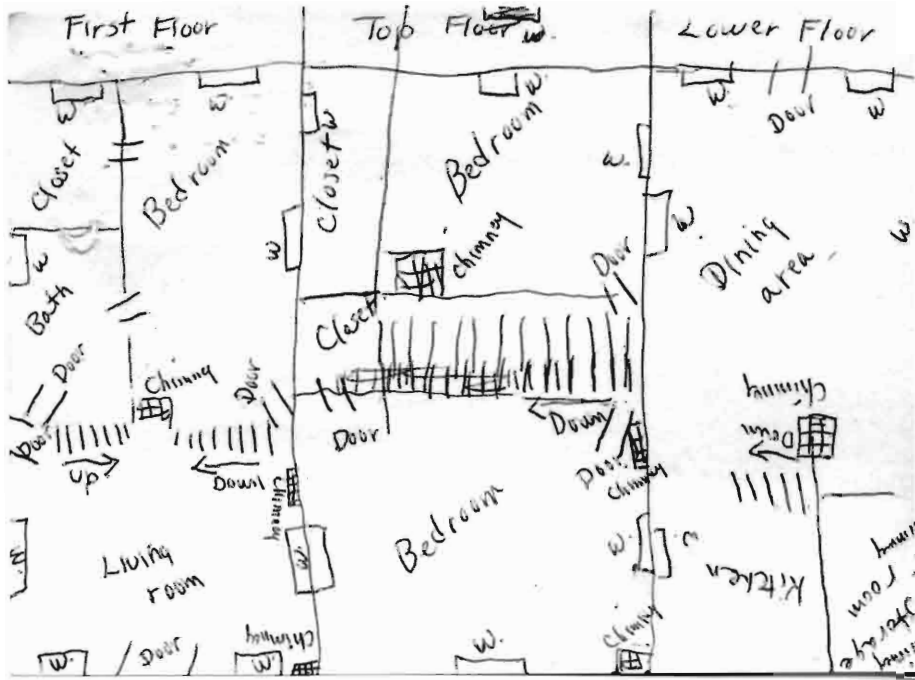 First Floor
W.
W.
Closet
Bedroom
W
W
Bath
Door
Door
Chimney
Door
Up
Down
Chimney
W.
Living
room
W.
W.
Door
W.
Chimney
Top Floor
W.
W
W
Closet
Bedroom
W.
Chimney
Door
Closet
Door
Down
Door
Chimney
Bedroom
W.
W.
Chimney
Lower Floor
W.
Door
W
W.
W
Dining
area
Chimney
Down
W.
Kitchen
Storage
room
Chimney